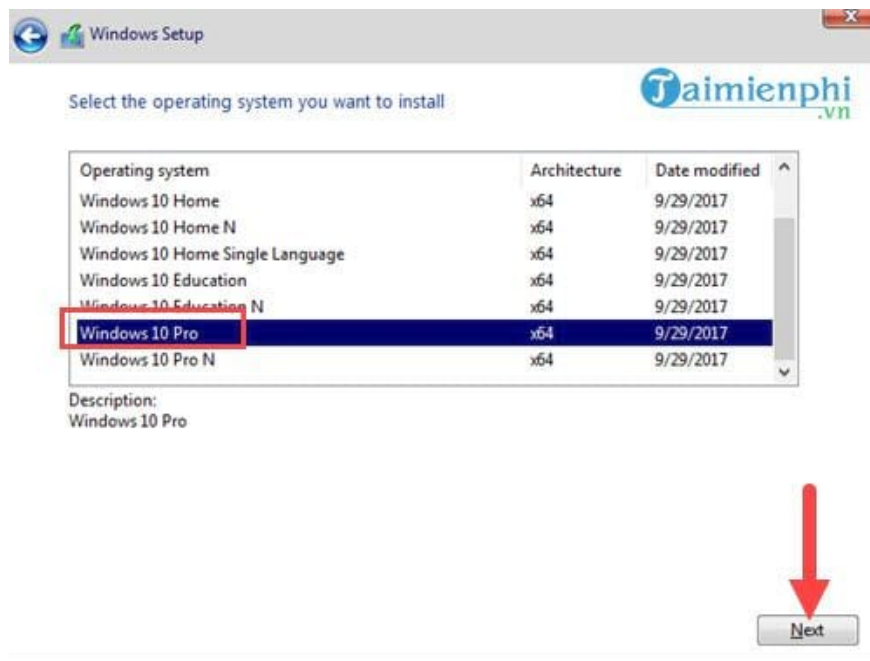 Windows Setup
Taimienphi
.vn
Select the operating system you want to install
Operating system Architecture Date modified
Windows 10 Home x64 9/29/2017
Windows 10 Home N x64 9/29/2017
Windows 10 Home Single Language x64 9/29/2017
Windows 10 Education x64 9/29/2017
Windows 10 Education N x64 9/29/2017
Windows 10 Pro x64 9/29/2017
Windows 10 Pro N x64 9/29/2017
Description:
Windows 10 Pro
Next